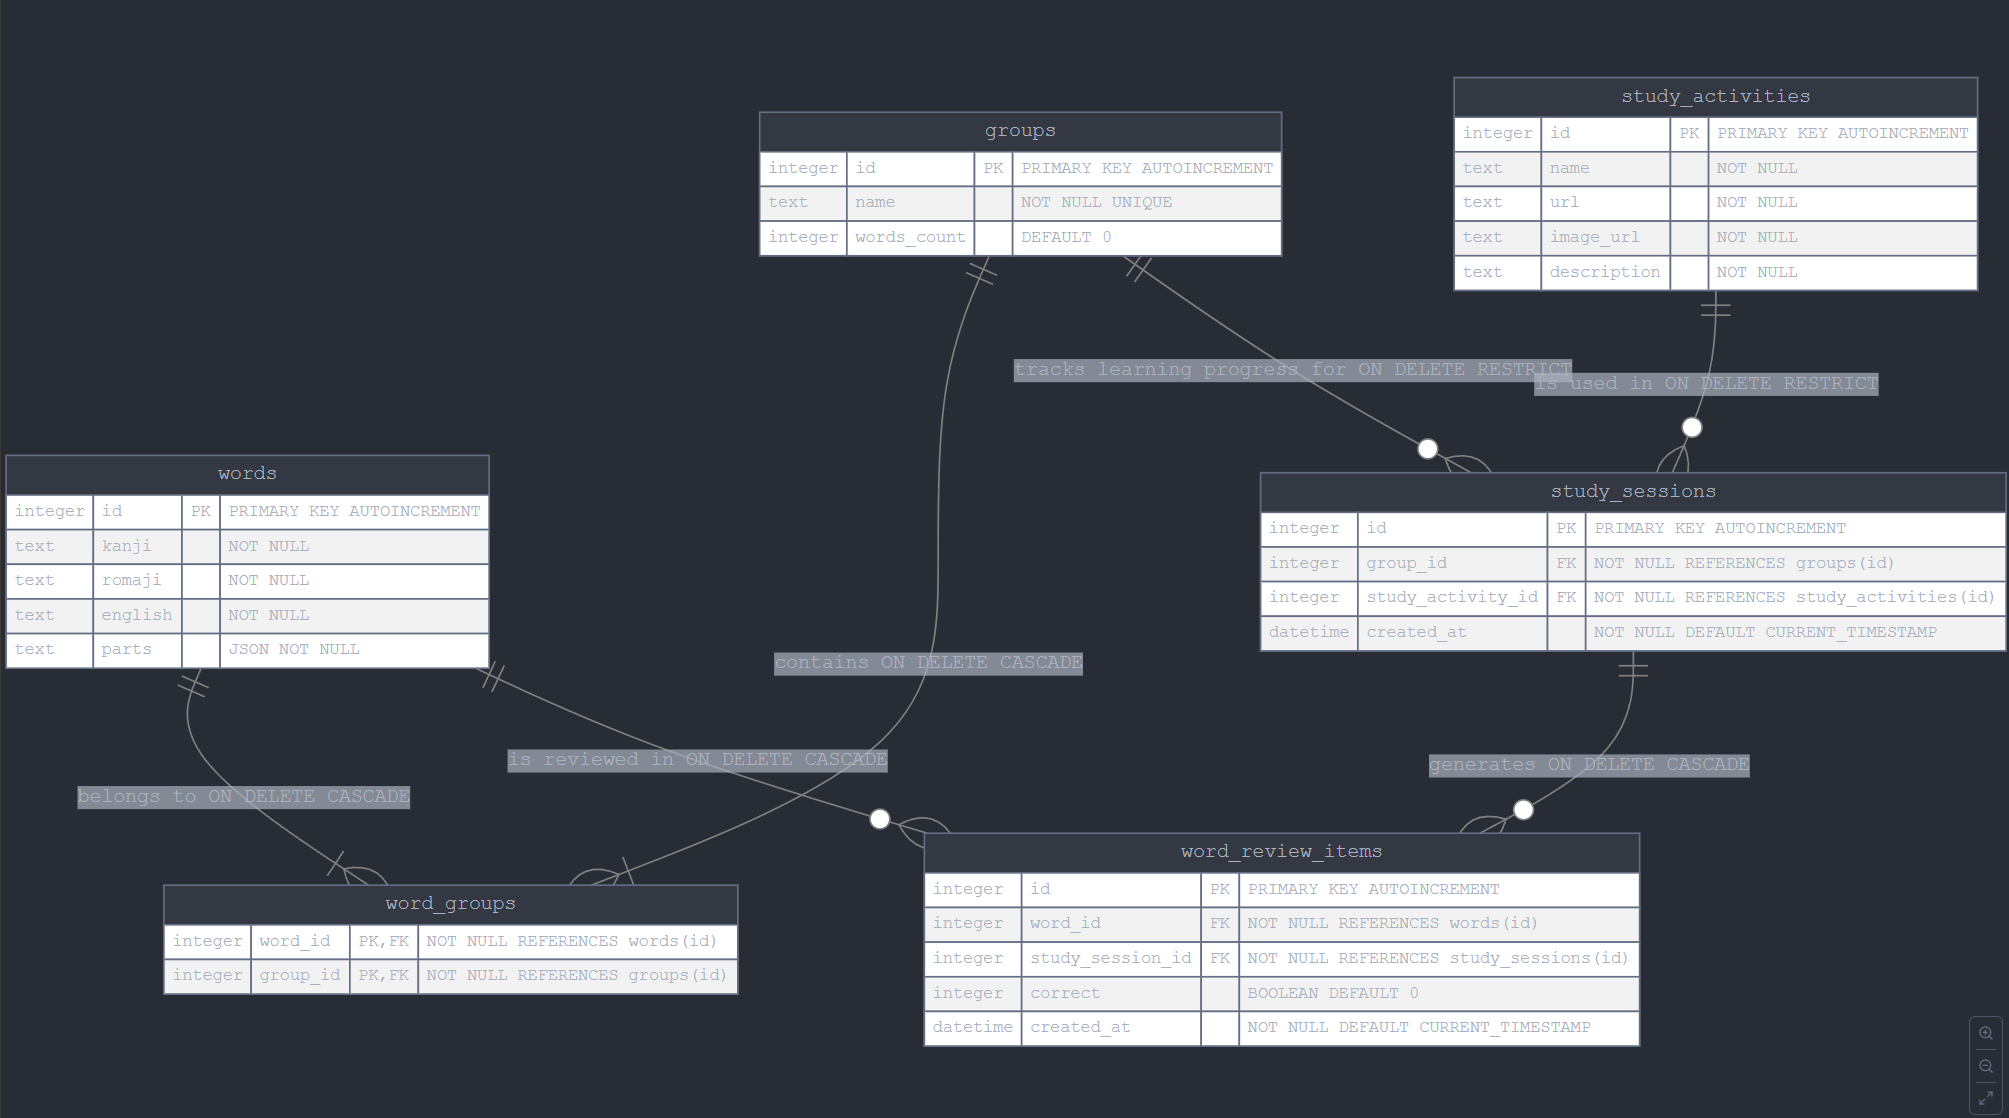 study_activities
integer id PK PRIMARY KEY AUTOINCREMENT
text name NOT NULL
text url NOT NULL
text image_url NOT NULL
text description NOT NULL
groups
integer id PK PRIMARY KEY AUTOINCREMENT
text name NOT NULL UNIQUE
integer words_count DEFAULT 0
tracks learning progress for ON DELETE RESTRICT
is used in ON DELETE RESTRICT
words
integer id PK PRIMARY KEY AUTOINCREMENT
text kanji NOT NULL
text romaji NOT NULL
text english NOT NULL
text parts JSON NOT NULL
study_sessions
integer id PK PRIMARY KEY AUTOINCREMENT
integer group_id FK NOT NULL REFERENCES groups(id)
integer study_activity_id FK NOT NULL REFERENCES study_activities(id)
datetime created_at NOT NULL DEFAULT CURRENT_TIMESTAMP
contains ON DELETE CASCADE
is reviewed in ON DELETE CASCADE
generates ON DELETE CASCADE
belongs to ON DELETE CASCADE
word_groups
integer word_id PK,FK NOT NULL REFERENCES words(id)
integer group_id PK,FK NOT NULL REFERENCES groups(id)
word_review_items
integer id PK PRIMARY KEY AUTOINCREMENT
integer word_id FK NOT NULL REFERENCES words(id)
integer study_session_id FK NOT NULL REFERENCES study_sessions(id)
integer correct BOOLEAN DEFAULT 0
datetime created_at NOT NULL DEFAULT CURRENT_TIMESTAMP